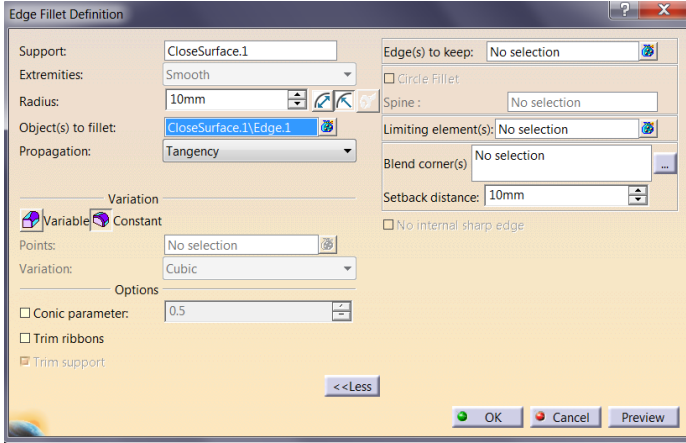 Edge Fillet Definition
Support: CloseSurface.1
Extremities: Smooth
Radius: 10mm
Object(s) to fillet: CloseSurface.1\Edge.1
Propagation: Tangency
Variation
Variable Constant
Points: No selection
Variation: Cubic
Options
Conic parameter: 0.5
Trim ribbons
Trim support
Edge(s) to keep: No selection
Circle Fillet
Spine : No selection
Limiting element(s): No selection
Blend corner(s) No selection
...
Setback distance: 10mm
No internal sharp edge
<<Less
OK Cancel Preview